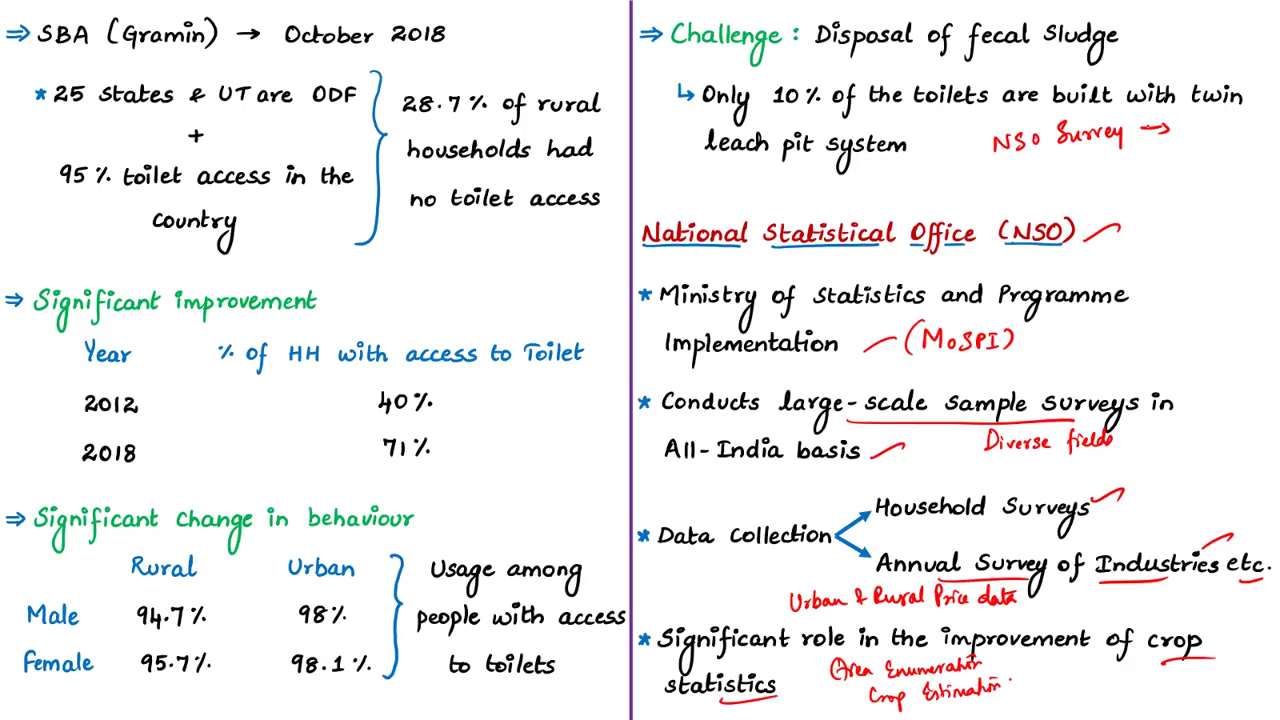 ⇒ SBA (Gramin) → October 2018
* 25 states & UT are ODF
+
95% toilet access in the
country
28.7% of rural
households had
no toilet access
⇒ Significant improvement
Year % of HH with access to Toilet
2012 40%
2018 71%
⇒ Significant change in behaviour
Rural Urban
Male 94.7% 98%
Female 95.7% 98.1%
Usage among
people with access
to toilets
⇒ Challenge : Disposal of fecal sludge
↳ Only 10% of the toilets are built with twin
leach pit system
NSO Survey →
National Statistical Office (NSO)
* Ministry of Statistics and Programme
Implementation (MoSPI)
* Conducts large-scale sample surveys in
All-India basis
Diverse fields
* Data Collection
Household Surveys
Annual Survey of Industries etc.
Urban & Rural Price data
* Significant role in the improvement of crop
statistics
Area Enumeration
Crop Estimation